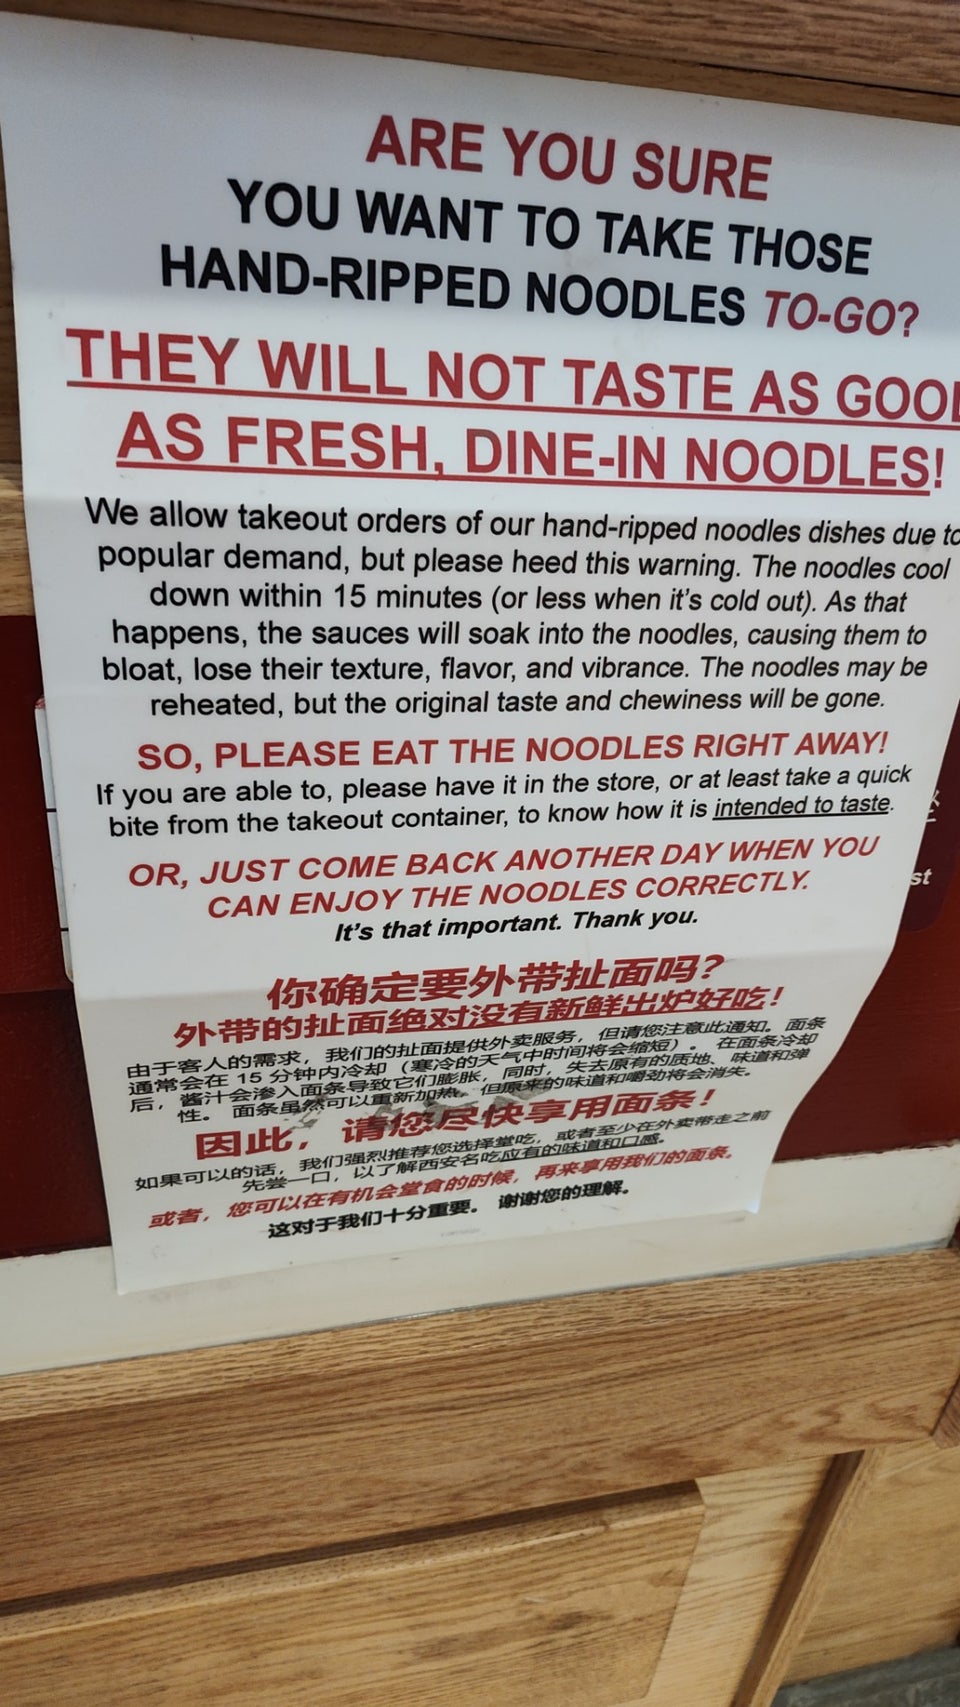 ARE YOU SURE
YOU WANT TO TAKE THOSE
HAND-RIPPED NOODLES TO-GO?
THEY WILL NOT TASTE AS GOO
AS FRESH, DINE-IN NOODLES!
We allow takeout orders of our hand-ripped noodles dishes due to
popular demand, but please heed this warning. The noodles cool
down within 15 minutes (or less when it's cold out). As that
happens, the sauces will soak into the noodles, causing them to
bloat, lose their texture, flavor, and vibrance. The noodles may be
reheated, but the original taste and chewiness will be gone.
SO, PLEASE EAT THE NOODLES RIGHT AWAY!
If you are able to, please have it in the store, or at least take a quick
bite from the takeout container, to know how it is intended to taste.
OR, JUST COME BACK ANOTHER DAY WHEN YOU
CAN ENJOY THE NOODLES CORRECTLY.
It's that important. Thank you.
你确定要外带扯面吗?
外带的扯面绝对没有新鲜出炉好吃!
由于客人的需求，我们的扯面提供外卖服务，但请您注意此通知。面条
通常会在 15 分钟内冷却（寒冷的天气中时间将会缩短）。在面条冷却
后，酱汁会渗入面条导致它们膨胀，同时，失去原有的质地、味道和弹
性。 面条虽然可以重新加热，但原来的味道和嚼劲将会消失。
因此，请您尽快享用面条!
如果可以的话，我们强烈推荐您选择堂吃，或者至少在外卖带走之前
先尝一口，以了解西安名吃应有的味道和口感。
或者，您可以在有机会堂食的时候，再来享用我们的面条。
这对于我们十分重要。 谢谢您的理解。
st